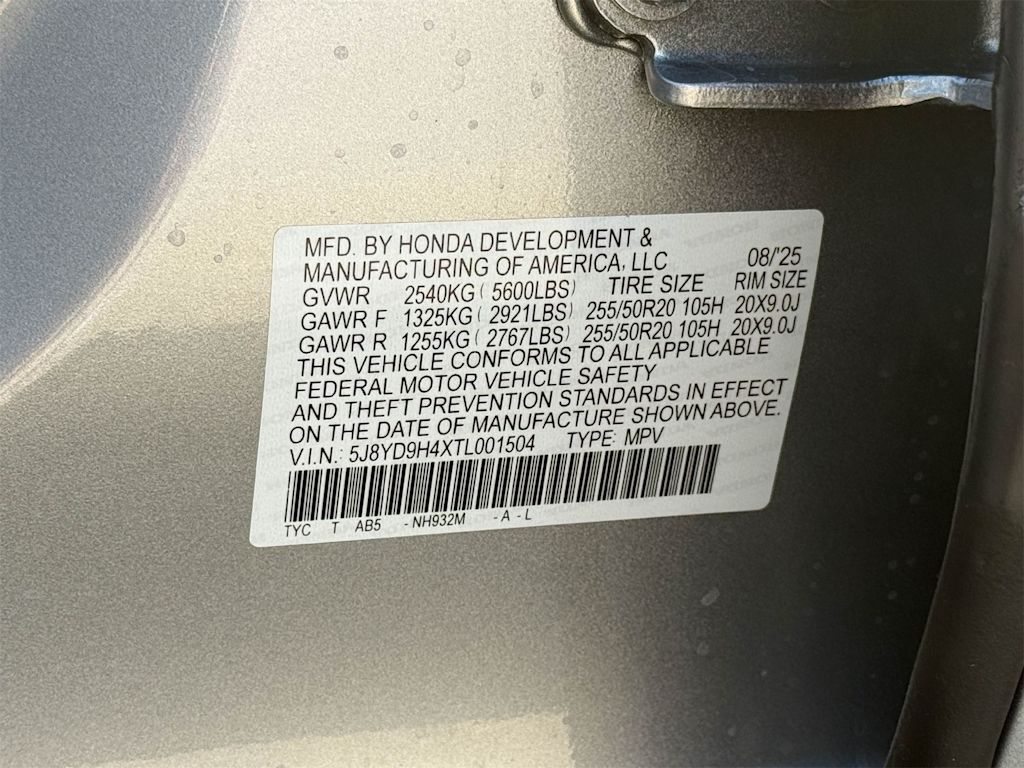 MFD. BY HONDA DEVELOPMENT &
MANUFACTURING OF AMERICA, LLC 08/'25
GVWR 2540KG ( 5600LBS) TIRE SIZE RIM SIZE
GAWR F 1325KG ( 2921LBS) 255/50R20 105H 20X9.0J
GAWR R 1255KG ( 2767LBS) 255/50R20 105H 20X9.0J
THIS VEHICLE CONFORMS TO ALL APPLICABLE
FEDERAL MOTOR VEHICLE SAFETY
AND THEFT PREVENTION STANDARDS IN EFFECT
ON THE DATE OF MANUFACTURE SHOWN ABOVE.
V.I.N.: 5J8YD9H4XTL001504 TYPE: MPV
TYC T AB5 - NH932M - A - L